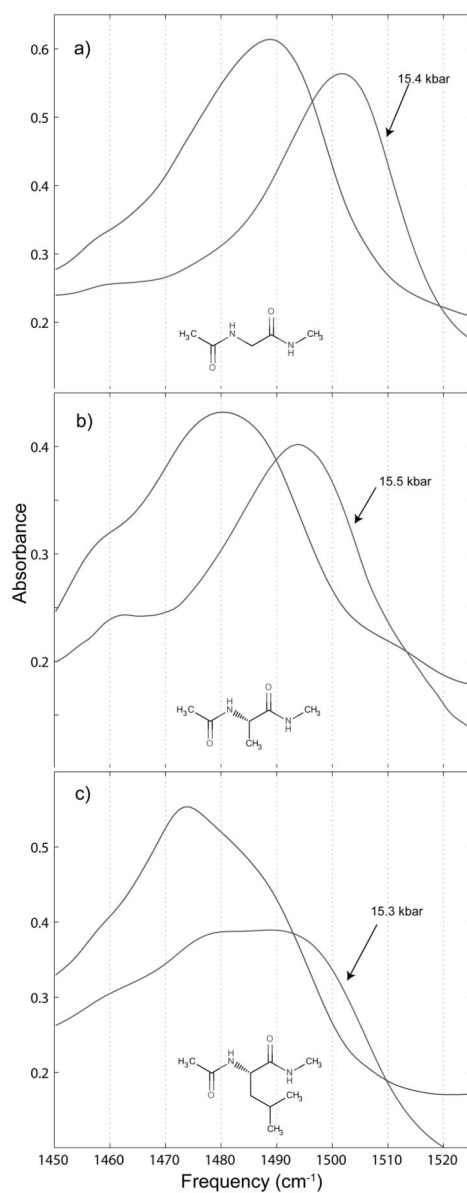 a)
0.6
0.5
0.4
0.3
0.2
15.4 kbar
O
H
H₃C
N
CH₃
N
H
O
b)
0.4
0.3
0.2
15.5 kbar
Absorbance
O
H
H₃C
N
CH₃
N
H
O
CH₃
c)
0.5
0.4
0.3
0.2
15.3 kbar
O
H
H₃C
N
CH₃
N
H
O
CH₃
CH₃
1450 1460 1470 1480 1490 1500 1510 1520
Frequency (cm⁻¹)